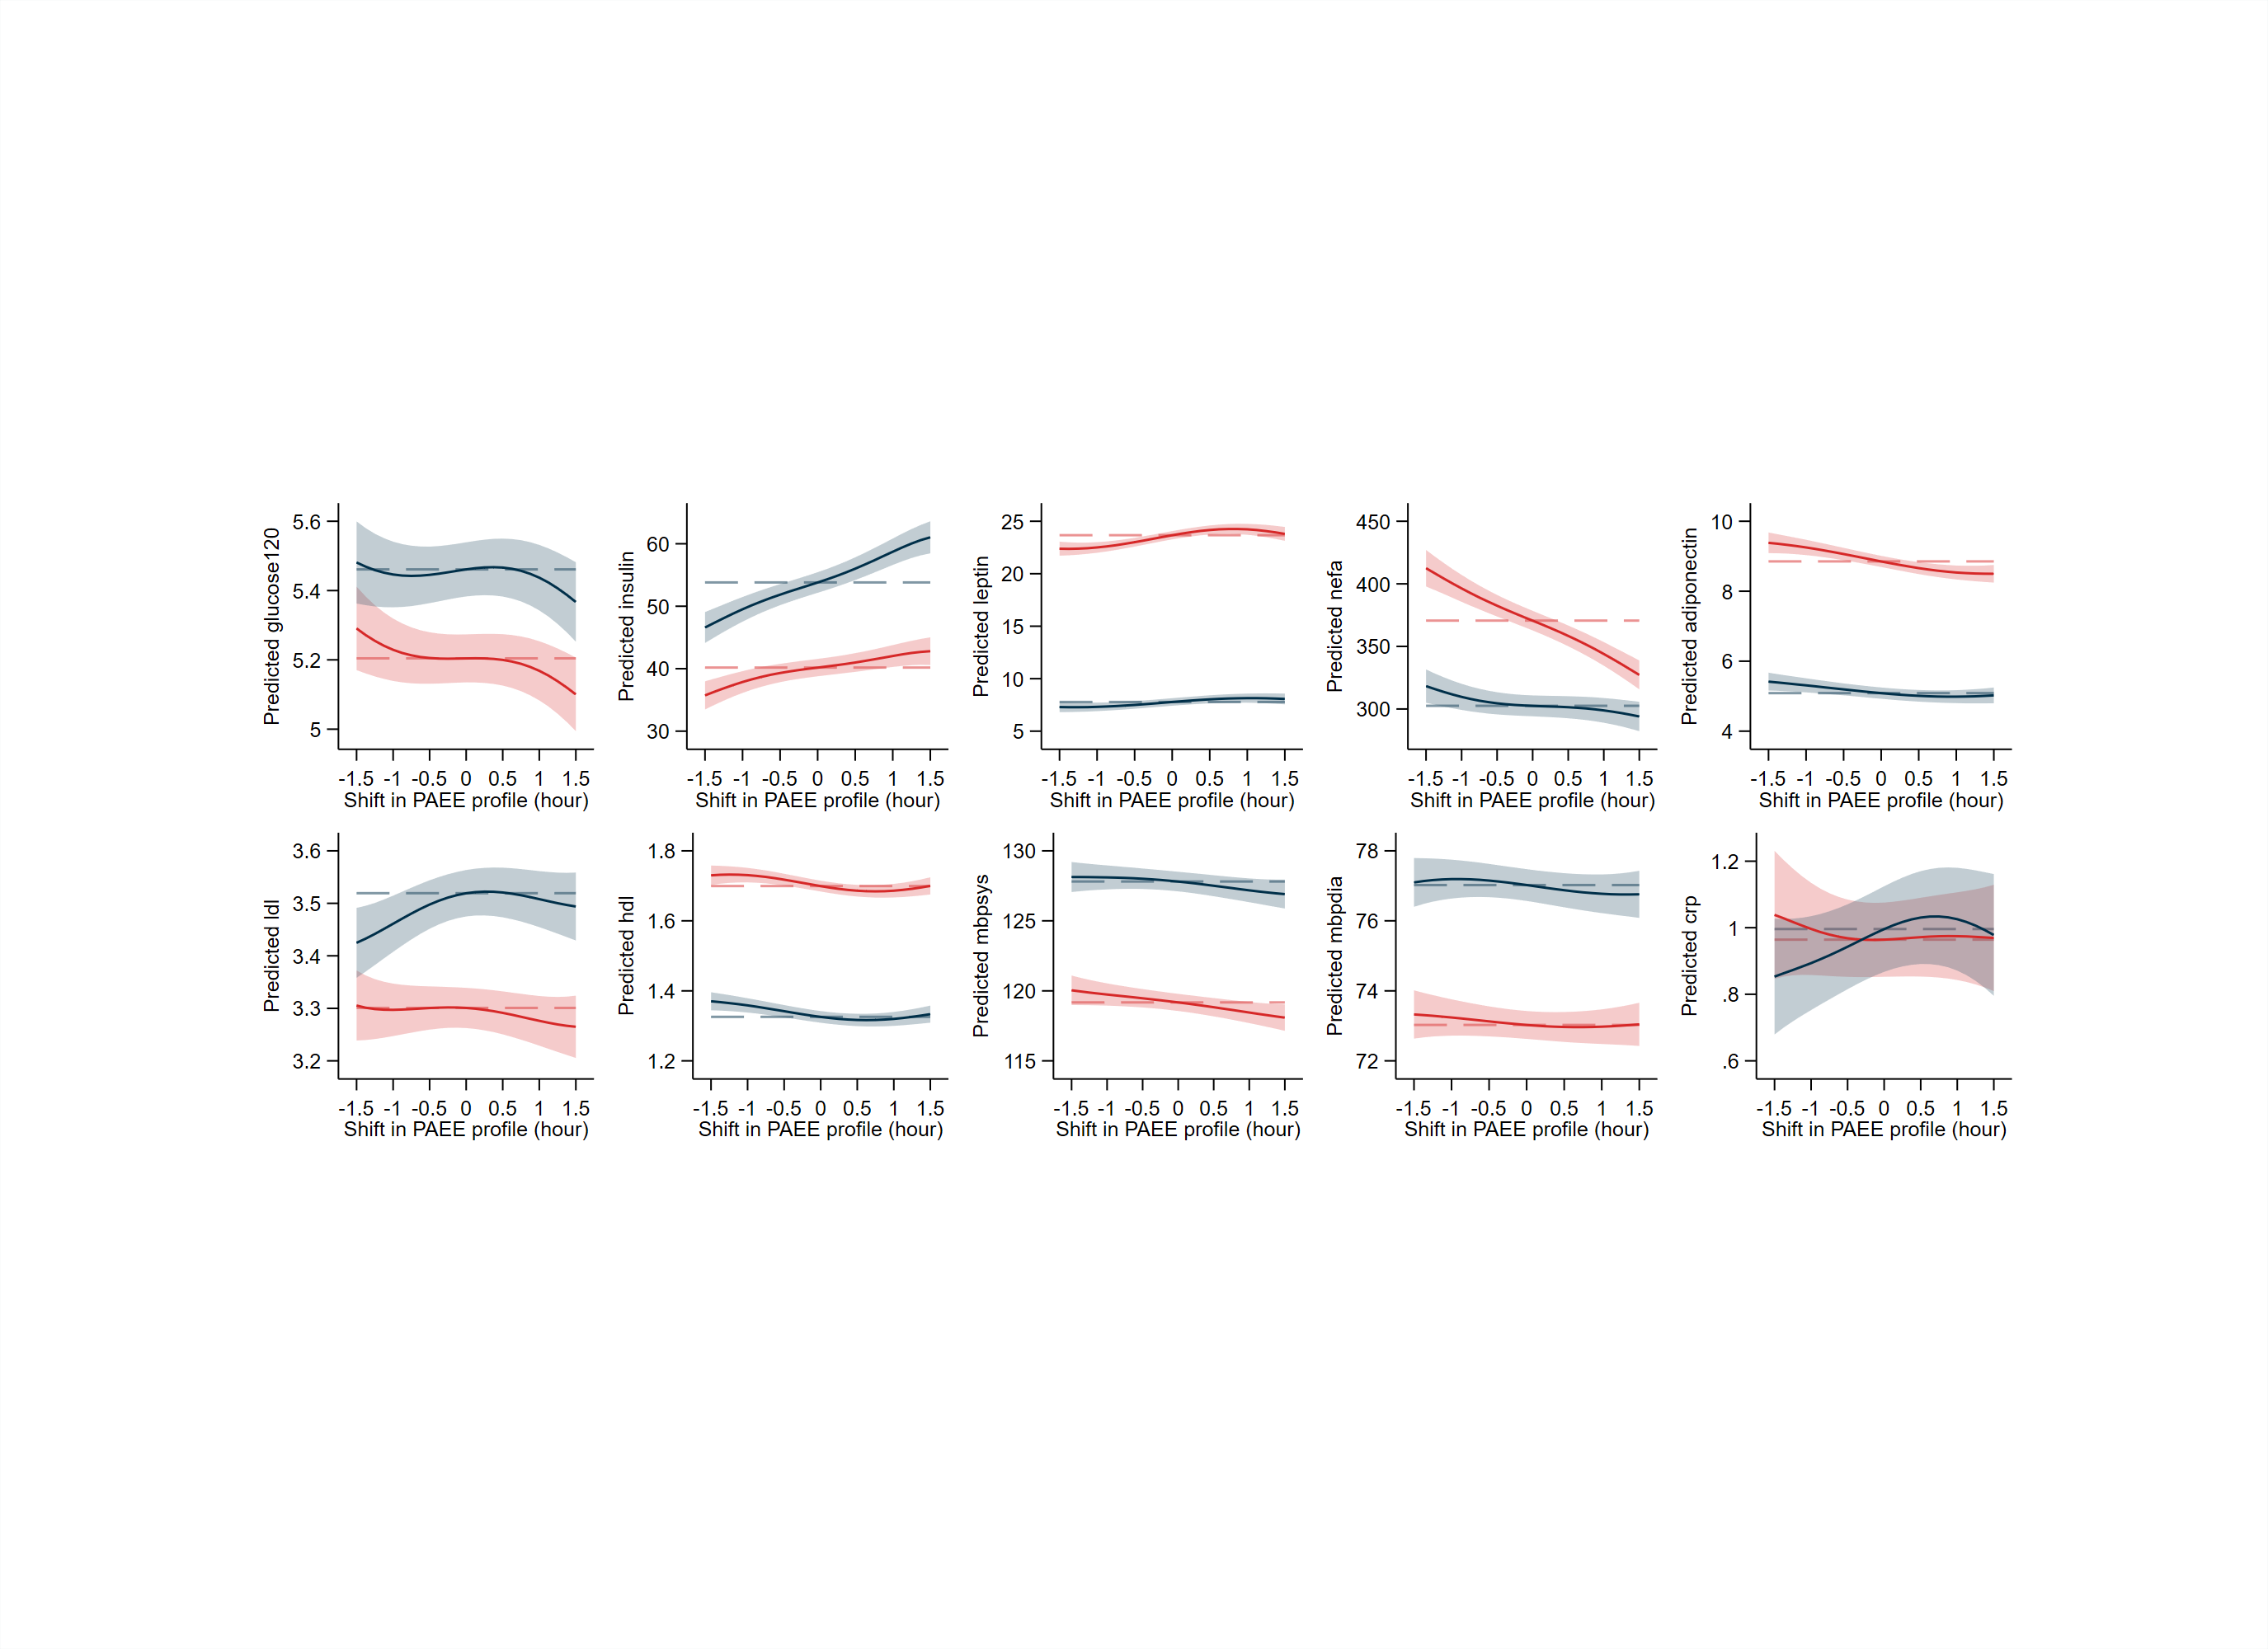 Predicted glucose120
5.6
5.4
5.2
5
-1.5 -1 -0.5 0 0.5 1 1.5
Shift in PAEE profile (hour)
Predicted insulin
60
50
40
30
-1.5 -1 -0.5 0 0.5 1 1.5
Shift in PAEE profile (hour)
Predicted leptin
25
20
15
10
5
-1.5 -1 -0.5 0 0.5 1 1.5
Shift in PAEE profile (hour)
Predicted nefa
450
400
350
300
-1.5 -1 -0.5 0 0.5 1 1.5
Shift in PAEE profile (hour)
Predicted adiponectin
10
8
6
4
-1.5 -1 -0.5 0 0.5 1 1.5
Shift in PAEE profile (hour)
Predicted ldl
3.6
3.5
3.4
3.3
3.2
-1.5 -1 -0.5 0 0.5 1 1.5
Shift in PAEE profile (hour)
Predicted hdl
1.8
1.6
1.4
1.2
-1.5 -1 -0.5 0 0.5 1 1.5
Shift in PAEE profile (hour)
Predicted mbpsys
130
125
120
115
-1.5 -1 -0.5 0 0.5 1 1.5
Shift in PAEE profile (hour)
Predicted mbpdia
78
76
74
72
-1.5 -1 -0.5 0 0.5 1 1.5
Shift in PAEE profile (hour)
Predicted crp
1.2
1
.8
.6
-1.5 -1 -0.5 0 0.5 1 1.5
Shift in PAEE profile (hour)